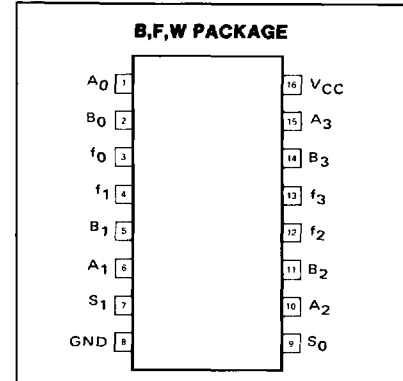 B,F,W PACKAGE
A0 1
16 VCC
B0 2
15 A3
f0 3
14 B3
f1 4
13 f3
B1 5
12 f2
A1 6
11 B2
S1 7
10 A2
GND 8
9 S0